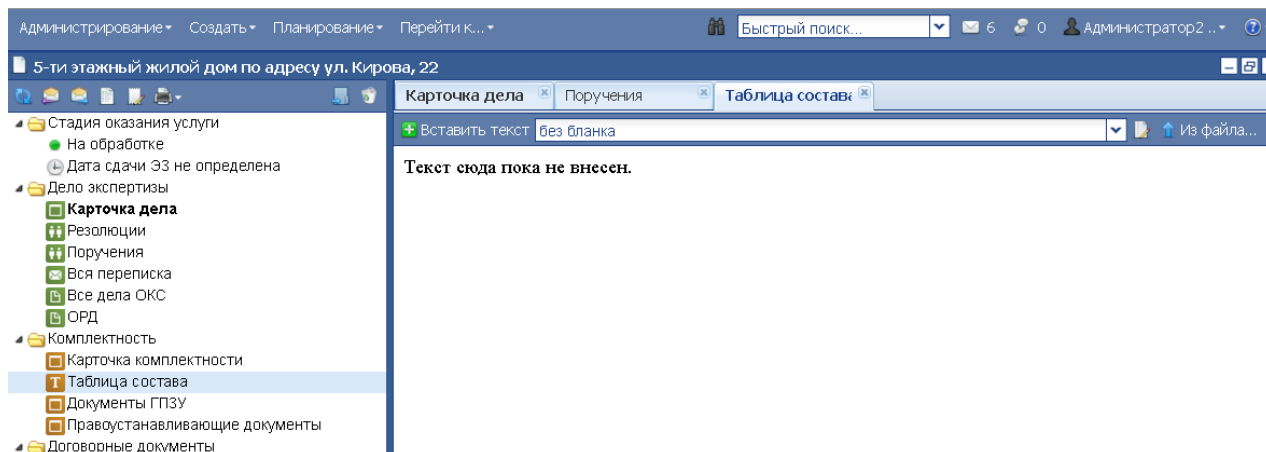 Администрирование Создать Планирование Перейти к... Быстрый поиск... 6 0 Администратор2 ..
5-ти этажный жилой дом по адресу ул. Кирова, 22
Карточка дела Поручения Таблица состава
Вставить текст без бланка Из файла...
Текст сюда пока не внесен.
Стадия оказания услуги
На обработке
Дата сдачи ЭЗ не определена
Дело экспертизы
Карточка дела
Резолюции
Поручения
Вся переписка
Все дела ОКС
ОРД
Комплектность
Карточка комплектности
Таблица состава
Документы ГПЗУ
Правоустанавливающие документы
Договорные документы